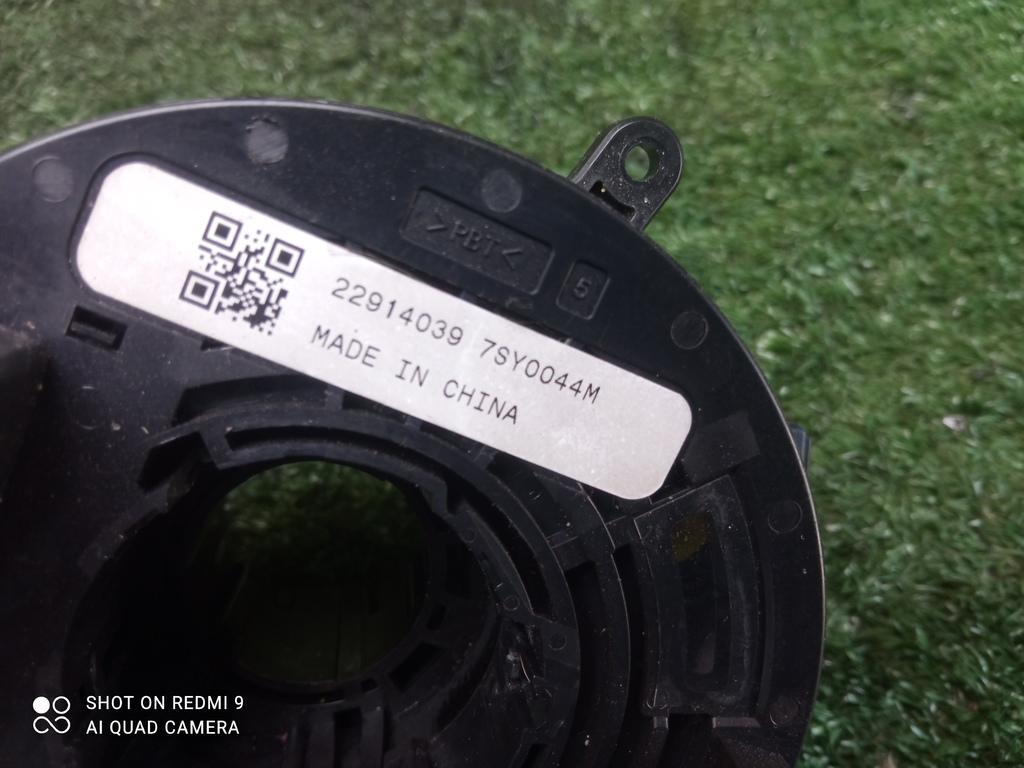 >PBT<
5
22914039 7SY0044M
MADE IN CHINA
SHOT ON REDMI 9
AI QUAD CAMERA